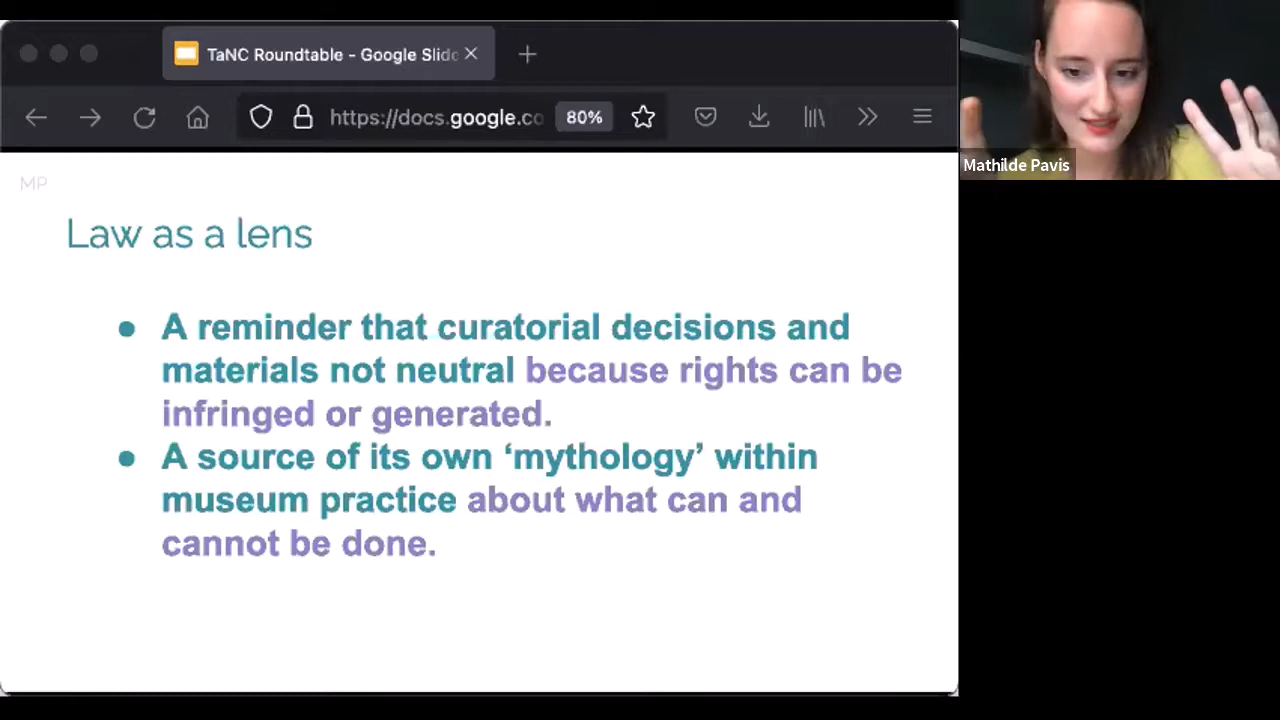 TaNC Roundtable - Google Slid
https://docs.google.co
80%
Mathilde Pavis
MP
Law as a lens
● A reminder that curatorial decisions and
materials not neutral because rights can be
infringed or generated.
● A source of its own ‘mythology’ within
museum practice about what can and
cannot be done.